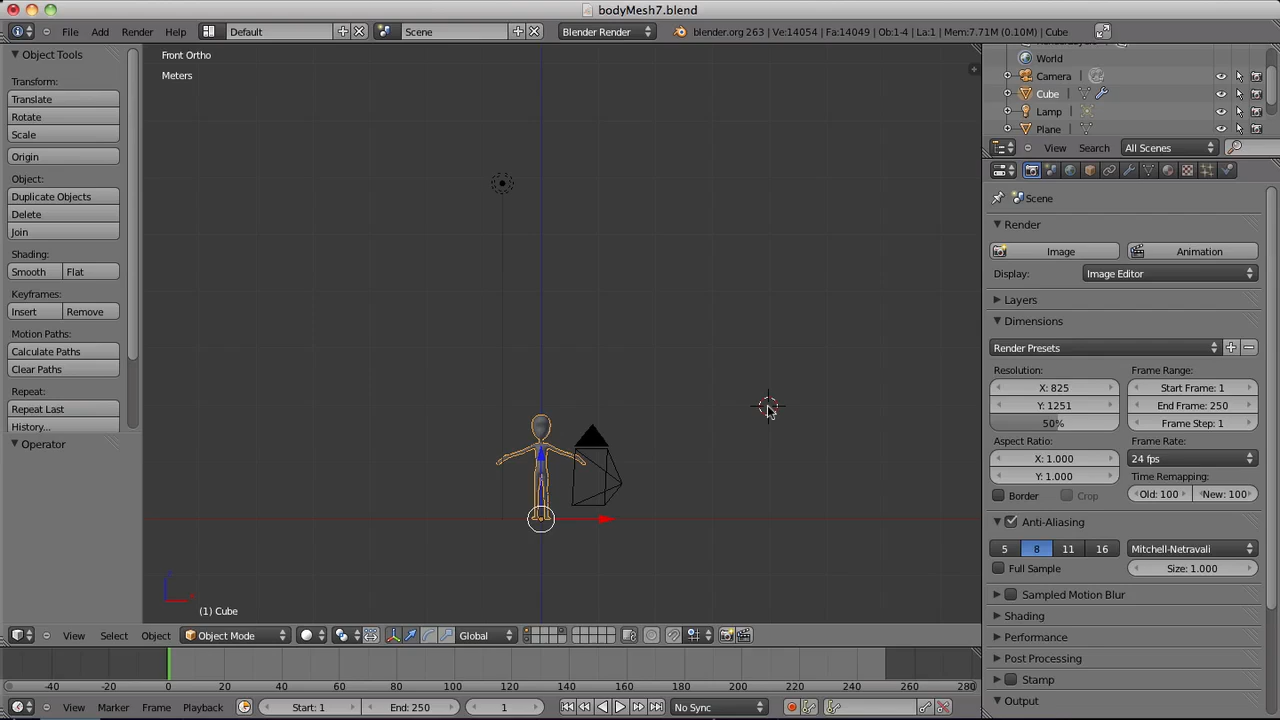 bodyMesh7.blend
File Add Render Help Default Scene Blender Render blender.org 263 | Ve:14054 | Fa:14049 | Ob:1-4 | La:1 | Mem:7.71M (0.10M) | Cube
Object Tools
Transform:
Translate
Rotate
Scale
Origin
Object:
Duplicate Objects
Delete
Join
Shading:
Smooth Flat
Keyframes:
Insert Remove
Motion Paths:
Calculate Paths
Clear Paths
Repeat:
Repeat Last
History...
Operator
Front Ortho
Meters
(1) Cube
World
Camera
Cube
Lamp
Plane
View Search All Scenes
Scene
Render
Image Animation
Display: Image Editor
Layers
Dimensions
Render Presets
Resolution: Frame Range:
X: 825 Start Frame: 1
Y: 1251 End Frame: 250
50% Frame Step: 1
Aspect Ratio: Frame Rate:
X: 1.000 24 fps
Y: 1.000 Time Remapping:
Border Crop Old: 100 New: 100
Anti-Aliasing
5 8 11 16 Mitchell-Netravali
Full Sample Size: 1.000
Sampled Motion Blur
Shading
Performance
Post Processing
Stamp
Output
View Select Object Object Mode Global
-40 -20 0 20 40 60 80 100 120 140 160 180 200 220 240 260 280
View Marker Frame Playback Start: 1 End: 250 1 No Sync